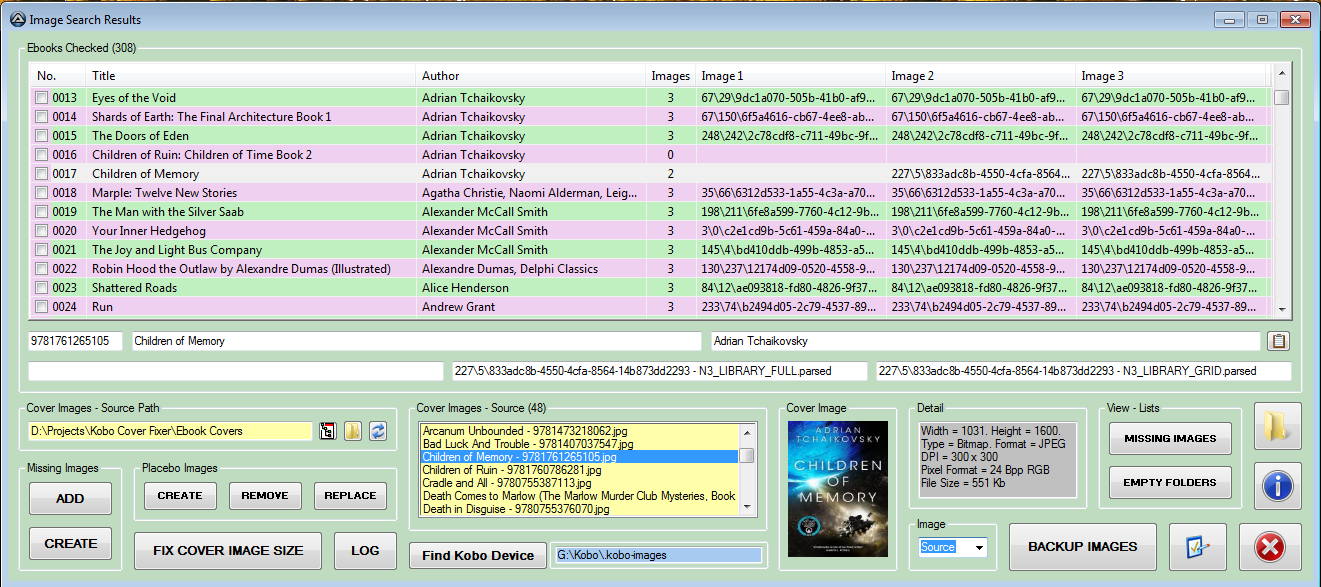 Image Search Results
Ebooks Checked (308)
No. Title Author Images Image 1 Image 2 Image 3
0013 Eyes of the Void Adrian Tchaikovsky 3 67\29\9dc1a070-505b-41b0-af9... 67\29\9dc1a070-505b-41b0-af9... 67\29\9dc1a070-505b-41b0-af9...
0014 Shards of Earth: The Final Architecture Book 1 Adrian Tchaikovsky 3 67\150\6f5a4616-cb67-4ee8-ab... 67\150\6f5a4616-cb67-4ee8-ab... 67\150\6f5a4616-cb67-4ee8-ab...
0015 The Doors of Eden Adrian Tchaikovsky 3 248\242\2c78cdf8-c711-49bc-9f... 248\242\2c78cdf8-c711-49bc-9f... 248\242\2c78cdf8-c711-49bc-9f...
0016 Children of Ruin: Children of Time Book 2 Adrian Tchaikovsky 0
0017 Children of Memory Adrian Tchaikovsky 2 227\5\833adc8b-4550-4cfa-8564... 227\5\833adc8b-4550-4cfa-8564...
0018 Marple: Twelve New Stories Agatha Christie, Naomi Alderman, Leig... 3 35\66\6312d533-1a55-4c3a-a70... 35\66\6312d533-1a55-4c3a-a70... 35\66\6312d533-1a55-4c3a-a70...
0019 The Man with the Silver Saab Alexander McCall Smith 3 198\211\6fe8a599-7760-4c12-9b... 198\211\6fe8a599-7760-4c12-9b... 198\211\6fe8a599-7760-4c12-9b...
0020 Your Inner Hedgehog Alexander McCall Smith 3 3\0\c2e1cd9b-5c61-459a-84a0-... 3\0\c2e1cd9b-5c61-459a-84a0-... 3\0\c2e1cd9b-5c61-459a-84a0-...
0021 The Joy and Light Bus Company Alexander McCall Smith 3 145\4\bd410ddb-499b-4853-a5... 145\4\bd410ddb-499b-4853-a5... 145\4\bd410ddb-499b-4853-a5...
0022 Robin Hood the Outlaw by Alexandre Dumas (Illustrated) Alexandre Dumas, Delphi Classics 3 130\237\12174d09-0520-4558-9... 130\237\12174d09-0520-4558-9... 130\237\12174d09-0520-4558-9...
0023 Shattered Roads Alice Henderson 3 84\12\ae093818-fd80-4826-9f37... 84\12\ae093818-fd80-4826-9f37... 84\12\ae093818-fd80-4826-9f37...
0024 Run Andrew Grant 3 233\74\b2494d05-2c79-4537-89... 233\74\b2494d05-2c79-4537-89... 233\74\b2494d05-2c79-4537-89...
9781761265105 Children of Memory Adrian Tchaikovsky
227\5\833adc8b-4550-4cfa-8564-14b873dd2293 - N3_LIBRARY_FULL.parsed 227\5\833adc8b-4550-4cfa-8564-14b873dd2293 - N3_LIBRARY_GRID.parsed
Cover Images - Source Path
D:\Projects\Kobo Cover Fixer\Ebook Covers
Missing Images
ADD
CREATE
Placebo Images
CREATE REMOVE REPLACE
FIX COVER IMAGE SIZE LOG
Cover Images - Source (48)
Arcanum Unbounded - 9781473218062.jpg
Bad Luck And Trouble - 9781407037547.jpg
Children of Memory - 9781761265105.jpg
Children of Ruin - 9781760786281.jpg
Cradle and All - 9780755387113.jpg
Death Comes to Marlow (The Marlow Murder Club Mysteries, Book
Death in Disguise - 9780755376070.jpg
Find Kobo Device G:\Kobo\.kobo-images
Cover Image
ADRIAN
TCHAIKOVSKY
CHILDREN
OF
MEMORY
Detail
Width = 1031. Height = 1600.
Type = Bitmap. Format = JPEG
DPI = 300 x 300
Pixel Format = 24 Bpp RGB
File Size = 551 Kb
Image
Source
View - Lists
MISSING IMAGES
EMPTY FOLDERS
BACKUP IMAGES